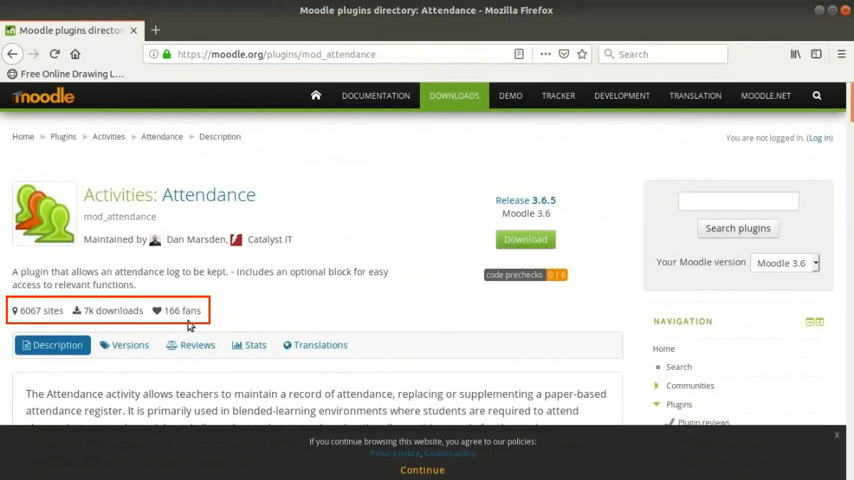 Moodle plugins directory: Attendance - Mozilla Firefox
Moodle plugins director
https://moodle.org/plugins/mod_attendance
Search
Free Online Drawing L...
moodle
DOCUMENTATION
DOWNLOADS
DEMO
TRACKER
DEVELOPMENT
TRANSLATION
MOODLE.NET
Home
Plugins
Activities
Attendance
Description
You are not logged in. (Log in)
Activities: Attendance
mod_attendance
Maintained by Dan Marsden, Catalyst IT
Release 3.6.5
Moodle 3.6
Download
code prechecks 0 | 6
Search plugins
Your Moodle version Moodle 3.6
A plugin that allows an attendance log to be kept. - includes an optional block for easy
access to relevant functions.
6067 sites 7k downloads 166 fans
Description
Versions
Reviews
Stats
Translations
The Attendance activity allows teachers to maintain a record of attendance, replacing or supplementing a paper-based
attendance register. It is primarily used in blended-learning environments where students are required to attend
NAVIGATION
Home
Search
Communities
Plugins
Plugin reviews
If you continue browsing this website, you agree to our policies:
x
Privacy notice, Cookies policy
Continue